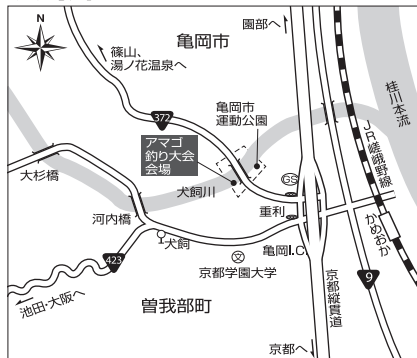 N
園部へ
亀岡市
篠山、
湯ノ花温泉へ
372
亀岡市
運動公園
桂川本流
JR嵯峨野線
アマゴ
釣り大会
会場
大杉橋
犬飼川
GS
重利
かめおか
河内橋
犬飼
亀岡I.C.
文
京都学園大学
423
9
京都縦貫道
池田・大阪へ
曽我部町
京都へ